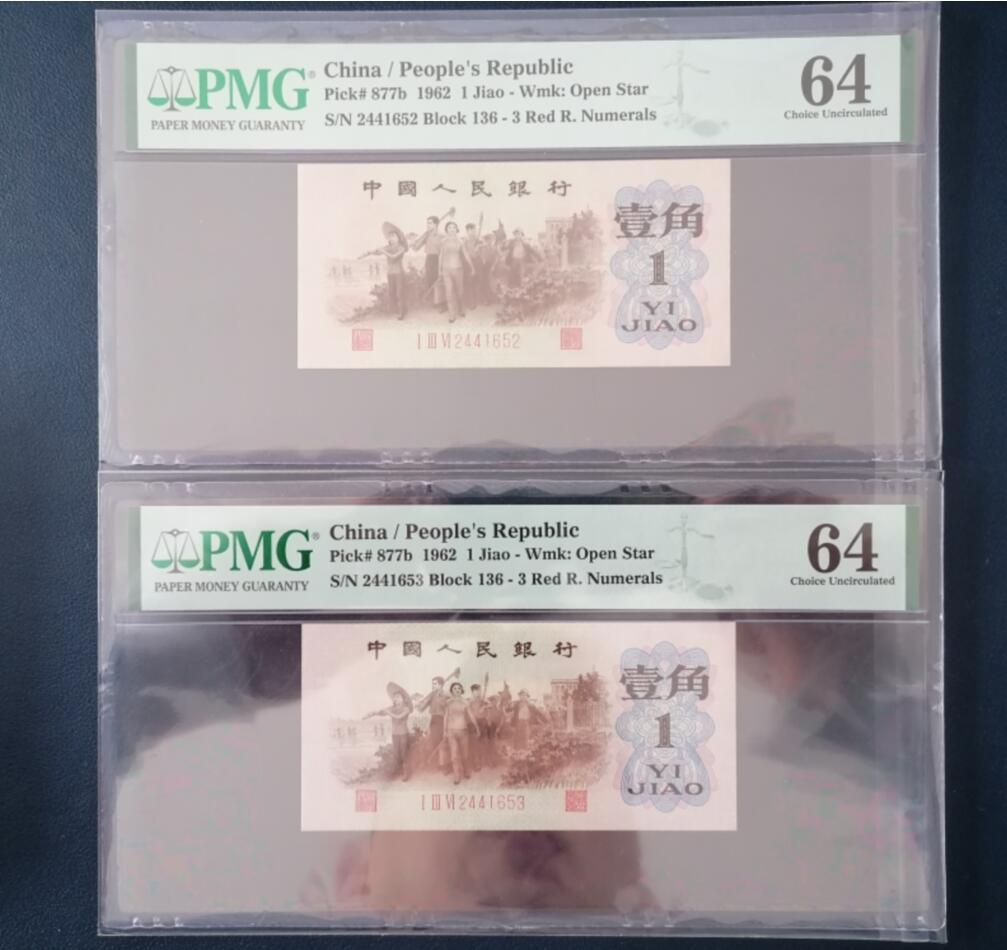 PMG®
PAPER MONEY GUARANTY
China / People's Republic
Pick# 877b 1962 1 Jiao - Wmk: Open Star
S/N 2441652 Block 136 - 3 Red R. Numerals
64
Choice Uncirculated
中國人民銀行
壹角
1
YI
JIAO
I III VI 2441652
PMG®
PAPER MONEY GUARANTY
China / People's Republic
Pick# 877b 1962 1 Jiao - Wmk: Open Star
S/N 2441653 Block 136 - 3 Red R. Numerals
64
Choice Uncirculated
中國人民銀行
壹角
1
YI
JIAO
I III VI 2441653